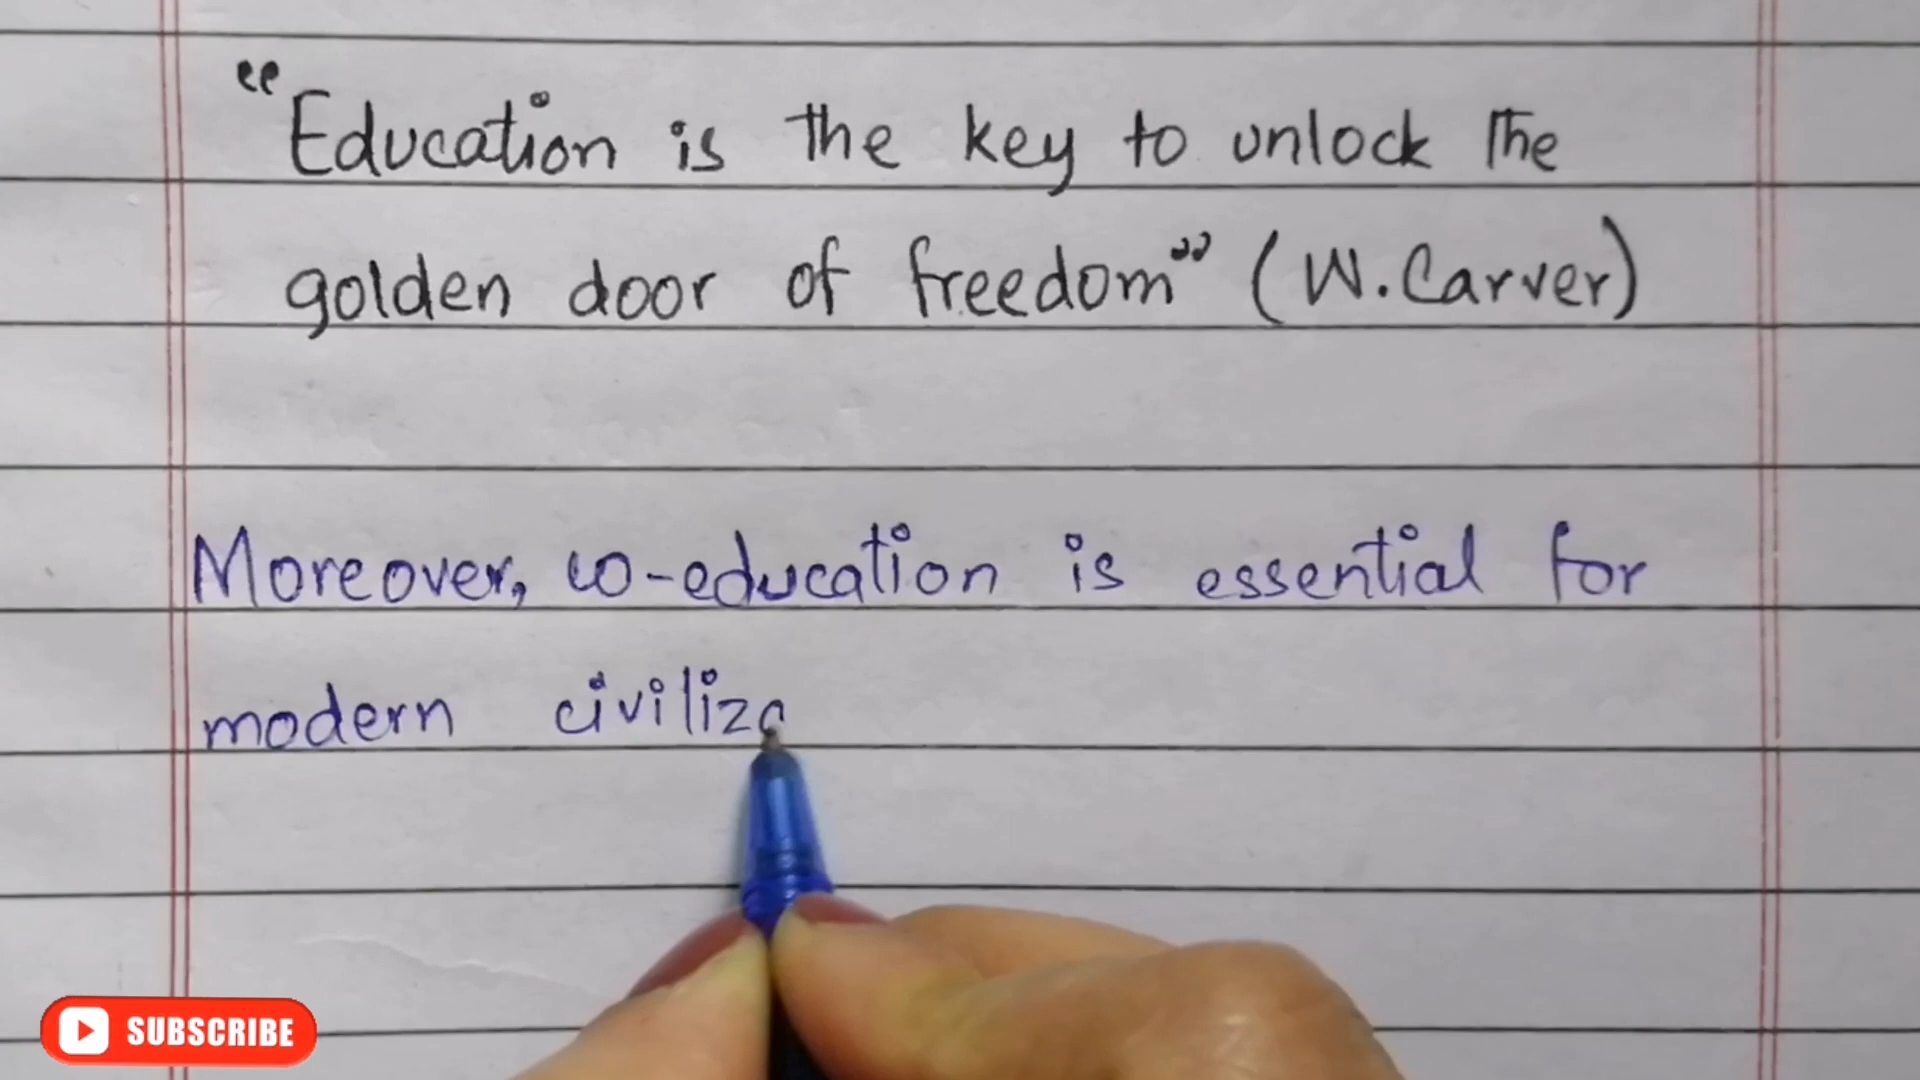 “Education is the key to unlock the
golden door of freedom” (W. Carver)
Moreover, co-education is essential for
modern civiliza
SUBSCRIBE